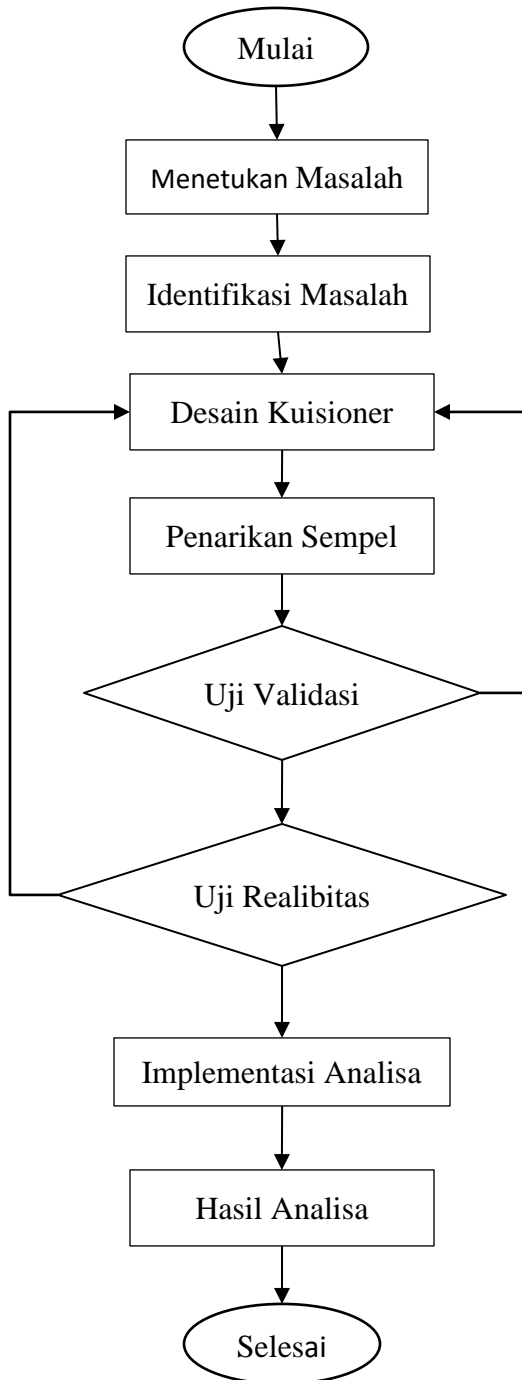 Mulai
Menetukan Masalah
Identifikasi Masalah
Desain Kuisioner
Penarikan Sempel
Uji Validasi
Uji Realibitas
Implementasi Analisa
Hasil Analisa
Selesai